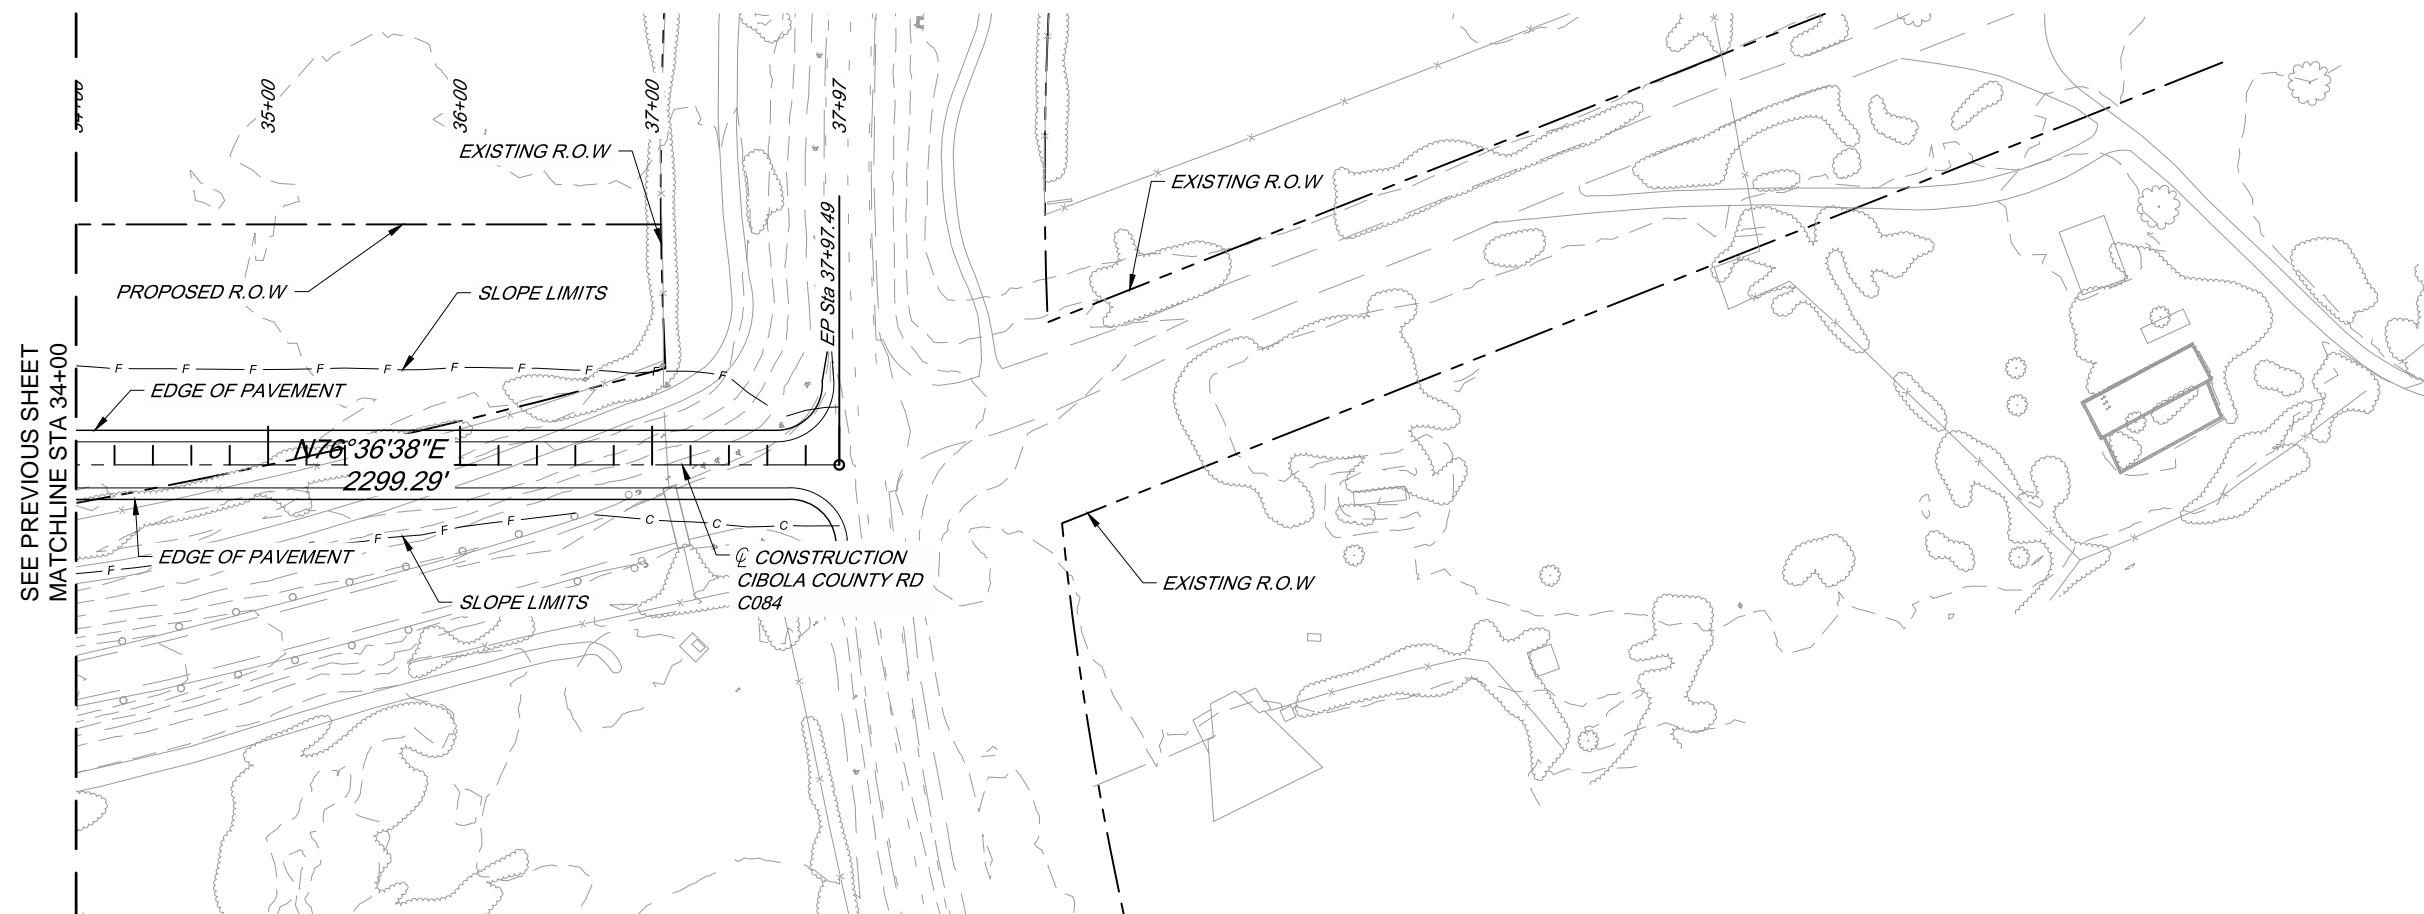 35+00
36+00
37+00
37+97
EXISTING R.O.W
EXISTING R.O.W
EP Sta 37+97.49
PROPOSED R.O.W
SLOPE LIMITS
SEE PREVIOUS SHEET
MATCHLINE STA 34+00
F F F F F F F F F F
EDGE OF PAVEMENT
N76°36'38"E
2299.29'
F F F C C C
EDGE OF PAVEMENT
F
SLOPE LIMITS
℄ CONSTRUCTION
CIBOLA COUNTY RD
C084
EXISTING R.O.W